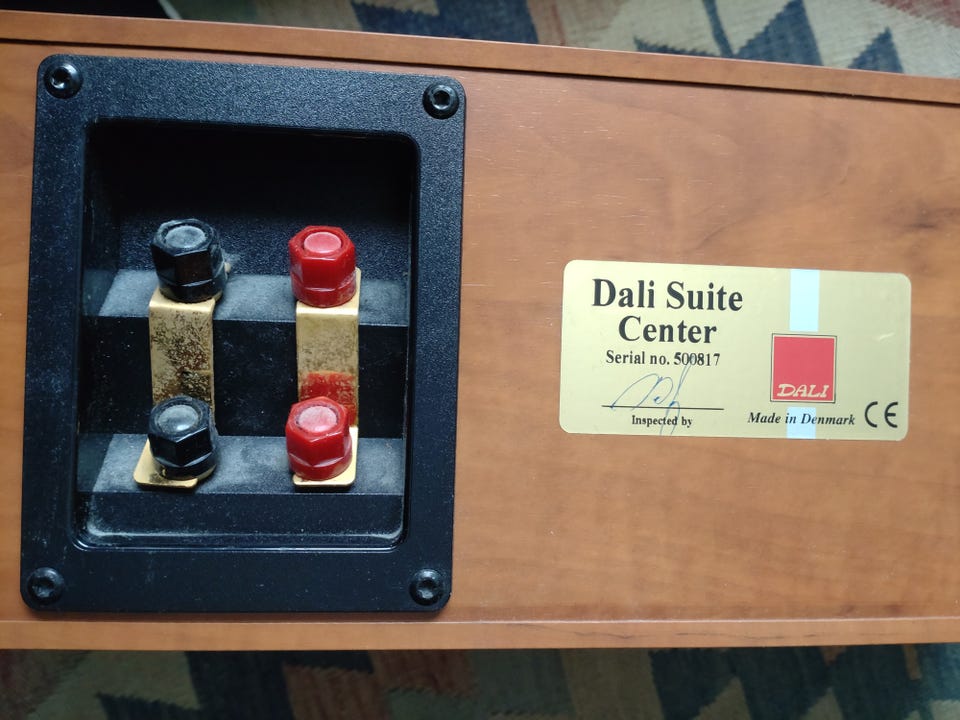 Dali Suite
Center
Serial no. 500817
DALI
Inspected by
Made in Denmark CE